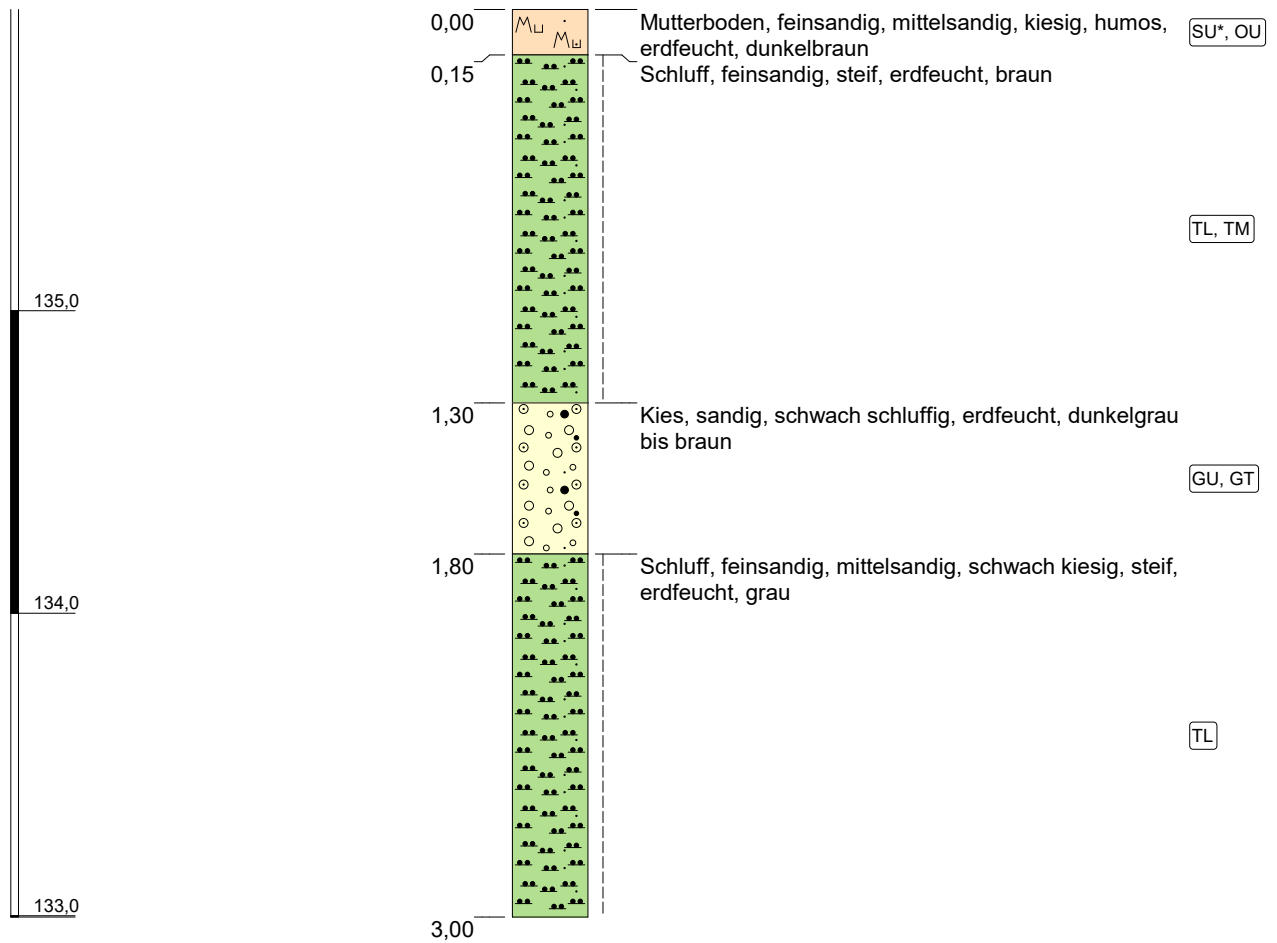 0,00
Mutterboden, feinsandig, mittelsandig, kiesig, humos,
erdfeucht, dunkelbraun
SU*, OU
0,15
Schluff, feinsandig, steif, erdfeucht, braun
TL, TM
135,0
1,30
Kies, sandig, schwach schluffig, erdfeucht, dunkelgrau
bis braun
GU, GT
1,80
Schluff, feinsandig, mittelsandig, schwach kiesig, steif,
erdfeucht, grau
134,0
TL
133,0
3,00